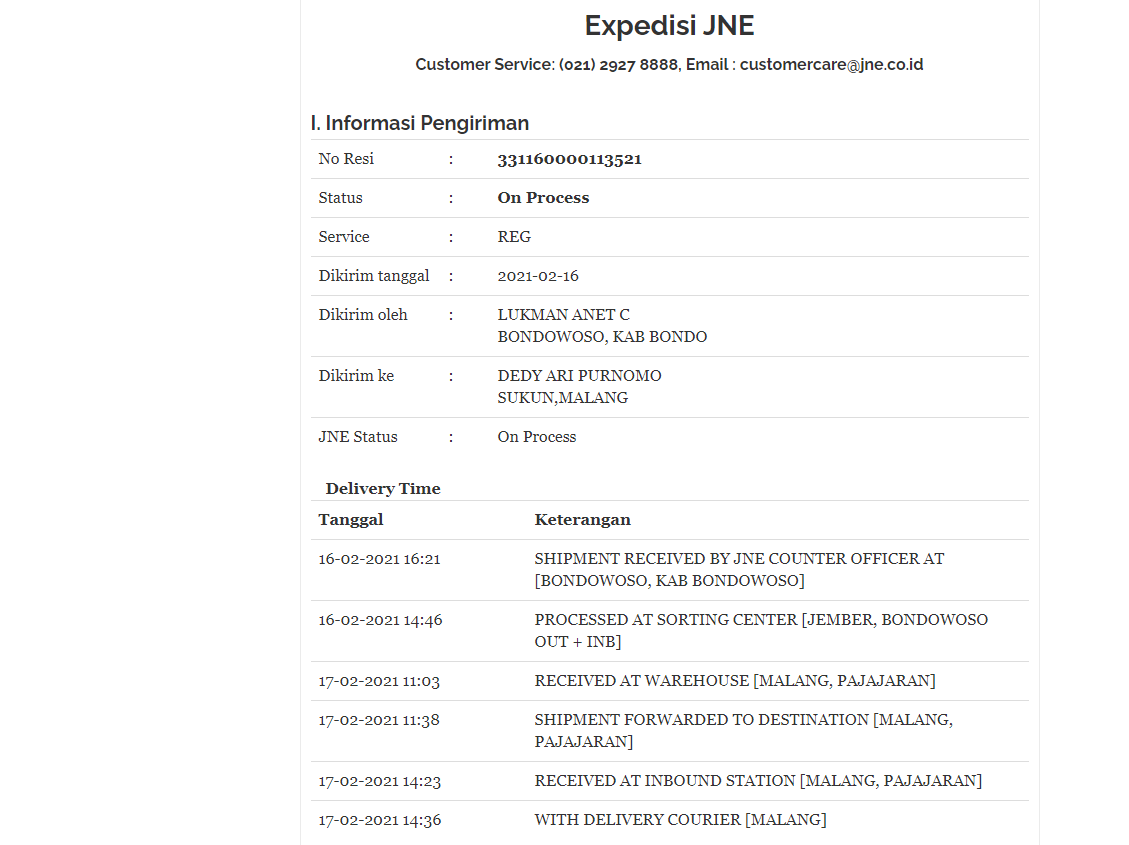 Expedisi JNE
Customer Service: (021) 2927 8888, Email : customercare@jne.co.id
I. Informasi Pengiriman
No Resi : 331160000113521
Status : On Process
Service : REG
Dikirim tanggal : 2021-02-16
Dikirim oleh : LUKMAN ANET C
BONDOWOSO, KAB BONDO
Dikirim ke : DEDY ARI PURNOMO
SUKUN,MALANG
JNE Status : On Process
Delivery Time
Tanggal Keterangan
16-02-2021 16:21 SHIPMENT RECEIVED BY JNE COUNTER OFFICER AT
[BONDOWOSO, KAB BONDOWOSO]
16-02-2021 14:46 PROCESSED AT SORTING CENTER [JEMBER, BONDOWOSO
OUT + INB]
17-02-2021 11:03 RECEIVED AT WAREHOUSE [MALANG, PAJAJARAN]
17-02-2021 11:38 SHIPMENT FORWARDED TO DESTINATION [MALANG,
PAJAJARAN]
17-02-2021 14:23 RECEIVED AT INBOUND STATION [MALANG, PAJAJARAN]
17-02-2021 14:36 WITH DELIVERY COURIER [MALANG]